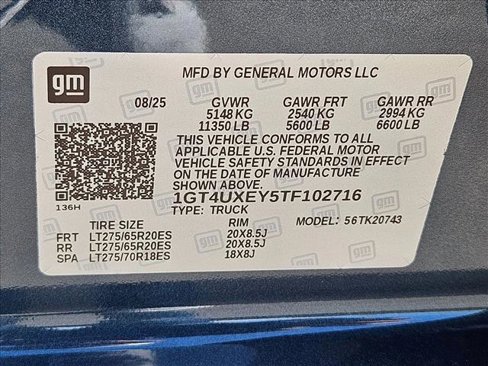 gm
MFD BY GENERAL MOTORS LLC
08/25 GVWR GAWR FRT GAWR RR
5148 KG 2540 KG 2994 KG
11350 LB 5600 LB 6600 LB
THIS VEHICLE CONFORMS TO ALL
APPLICABLE U.S. FEDERAL MOTOR
VEHICLE SAFETY STANDARDS IN EFFECT
ON THE DATE OF MANUFACTURE
SHOWN ABOVE.
136H
1GT4UXEY5TF102716
TYPE: TRUCK MODEL: 56TK20743
TIRE SIZE RIM
FRT LT275/65R20ES 20X8.5J
RR LT275/65R20ES 20X8.5J
SPA LT275/70R18ES 18X8J